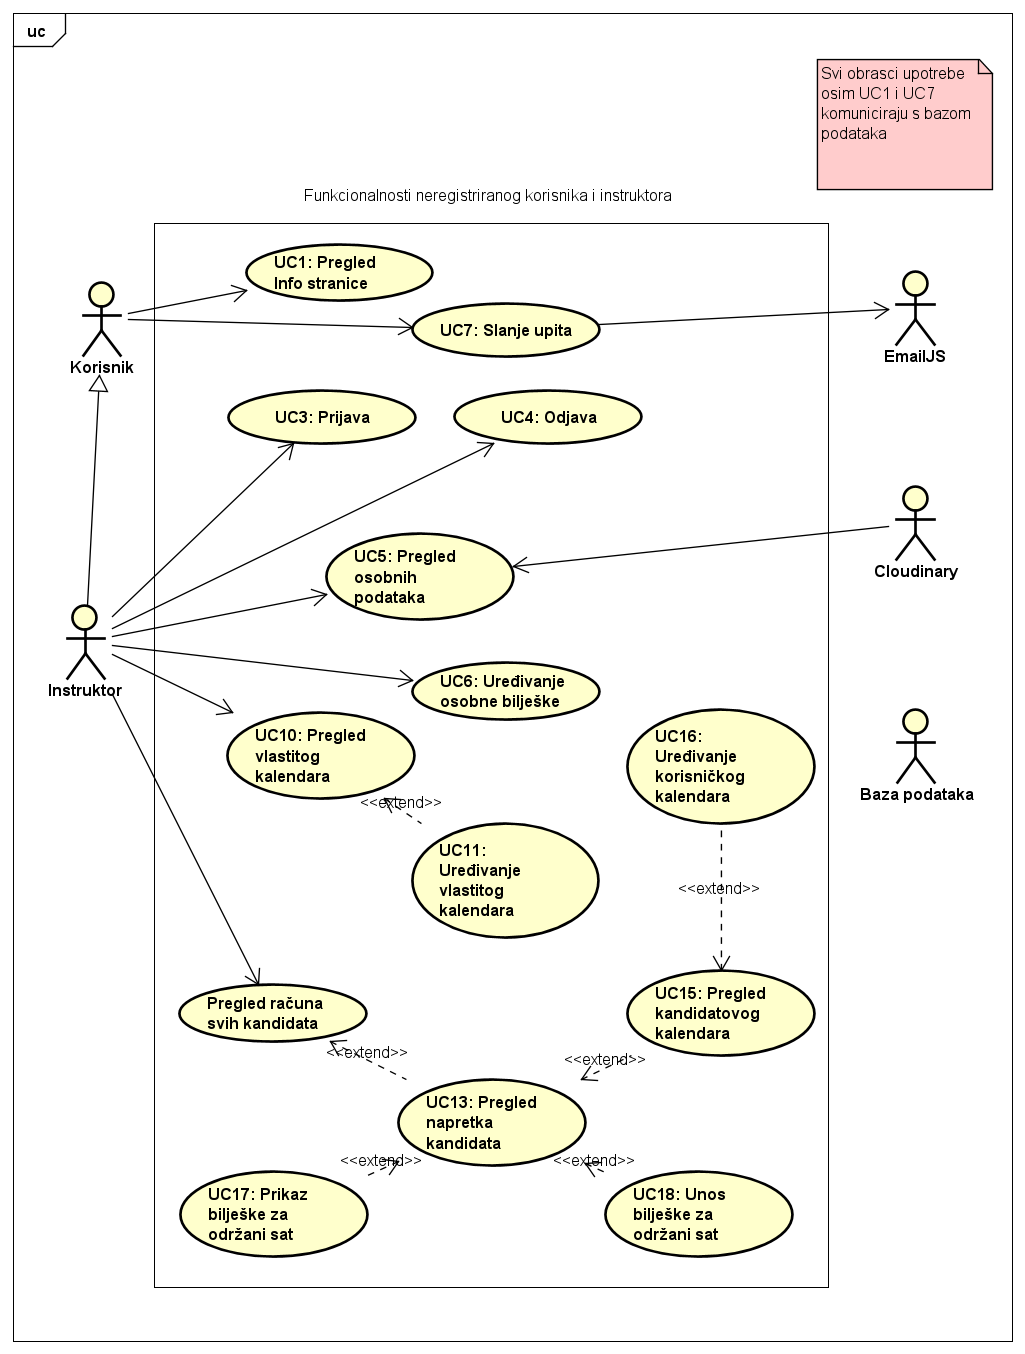 uc
Svi obrasci upotrebe
osim UC1 i UC7
komuniciraju s bazom
podataka
Funkcionalnosti neregistriranog korisnika i instruktora
UC1: Pregled
Info stranice
Korisnik
UC7: Slanje upita
EmailJS
UC3: Prijava
UC4: Odjava
UC5: Pregled
osobnih
podataka
Cloudinary
Instruktor
UC6: Uređivanje
osobne bilješke
UC10: Pregled
vlastitog
kalendara
UC16:
Uređivanje
korisničkog
kalendara
Baza podataka
<<extend>>
UC11:
Uređivanje
vlastitog
kalendara
<<extend>>
Pregled računa
svih kandidata
UC15: Pregled
kandidatovog
kalendara
<<extend>>
<<extend>>
UC13: Pregled
napretka
kandidata
<<extend>>
<<extend>>
UC17: Prikaz
bilješke za
održani sat
UC18: Unos
bilješke za
održani sat